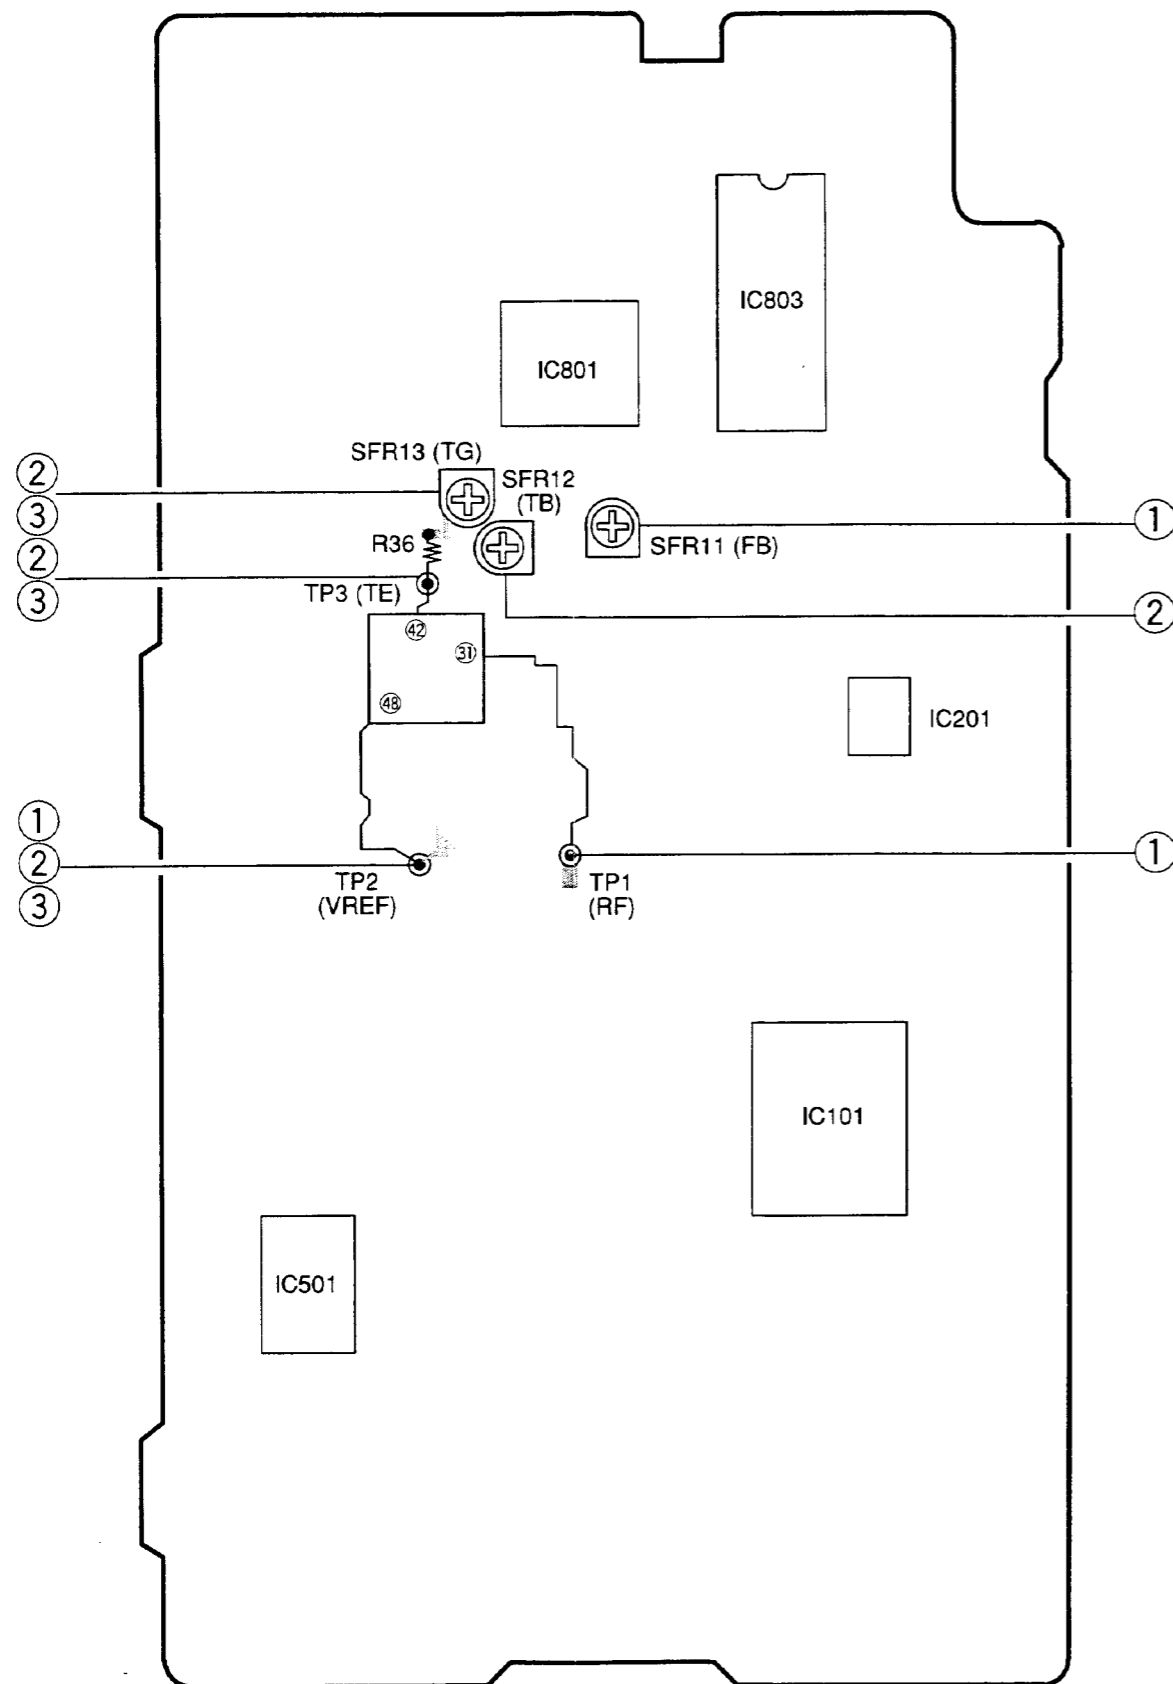 IC803
IC801
SFR13 (TG)
②
SFR12
(TB)
③
①
R36
SFR11 (FB)
②
TP3 (TE)
③
②
㊷
㉛
㊽
IC201
①
②
①
③
TP2
(VREF)
TP1
(RF)
IC101
IC501